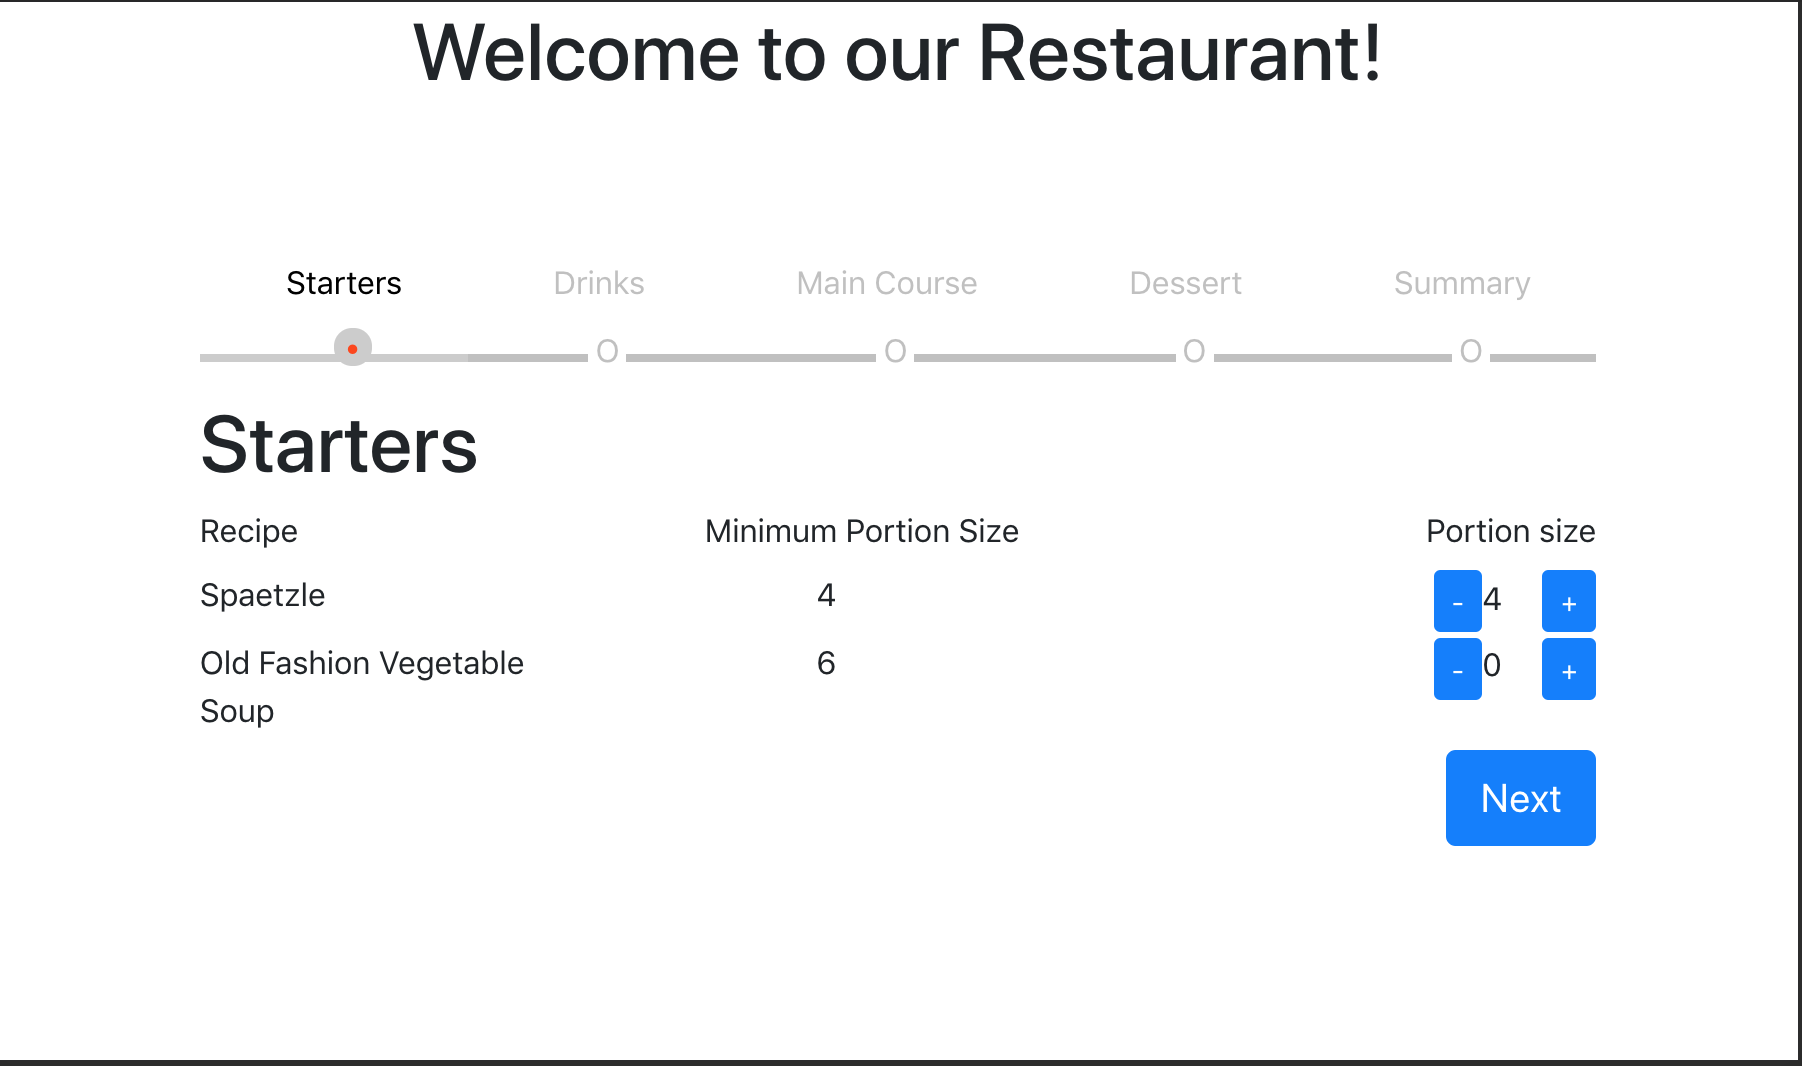 Welcome to our Restaurant!
Starters Drinks Main Course Dessert Summary
O O O O
Starters
Recipe Minimum Portion Size Portion size
Spaetzle 4 - 4 +
Old Fashion Vegetable 6 - 0 +
Soup
Next